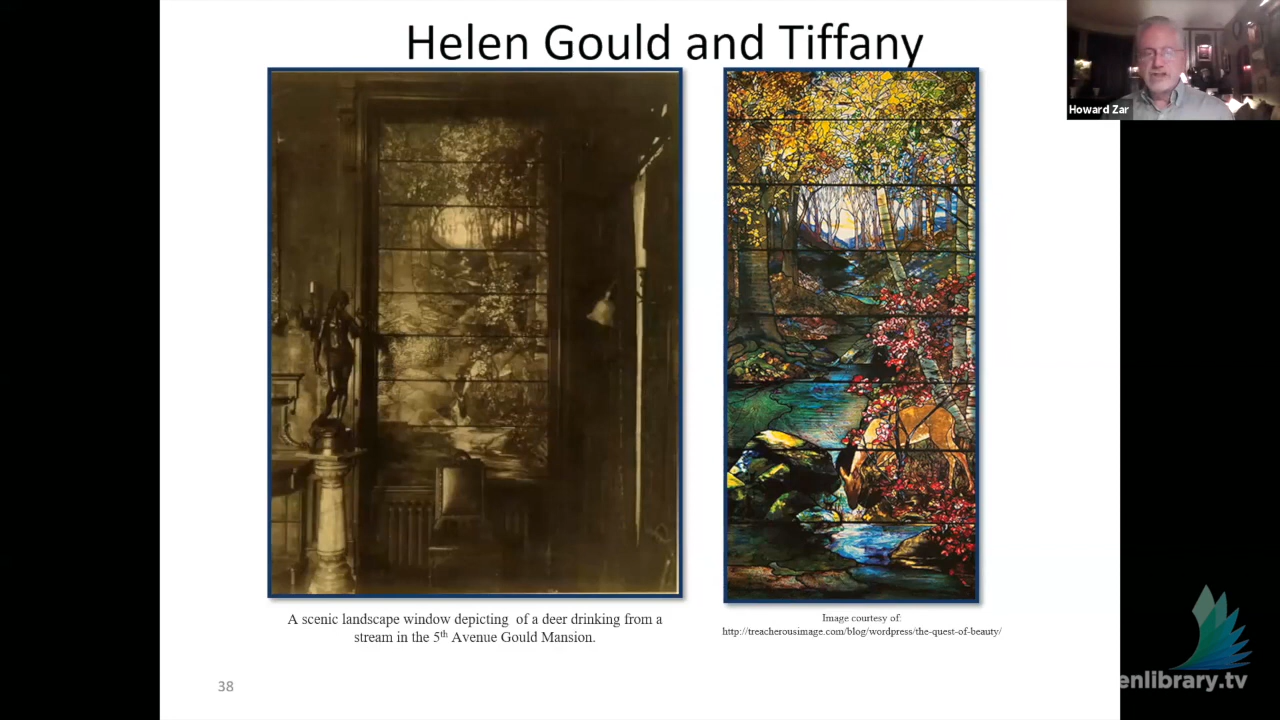 Helen Gould and Tiffany
Howard Zar
A scenic landscape window depicting of a deer drinking from a
stream in the 5th Avenue Gould Mansion.
Image courtesy of:
http://treacherousimage.com/blog/wordpress/the-quest-of-beauty/
38
enlibrary.tv